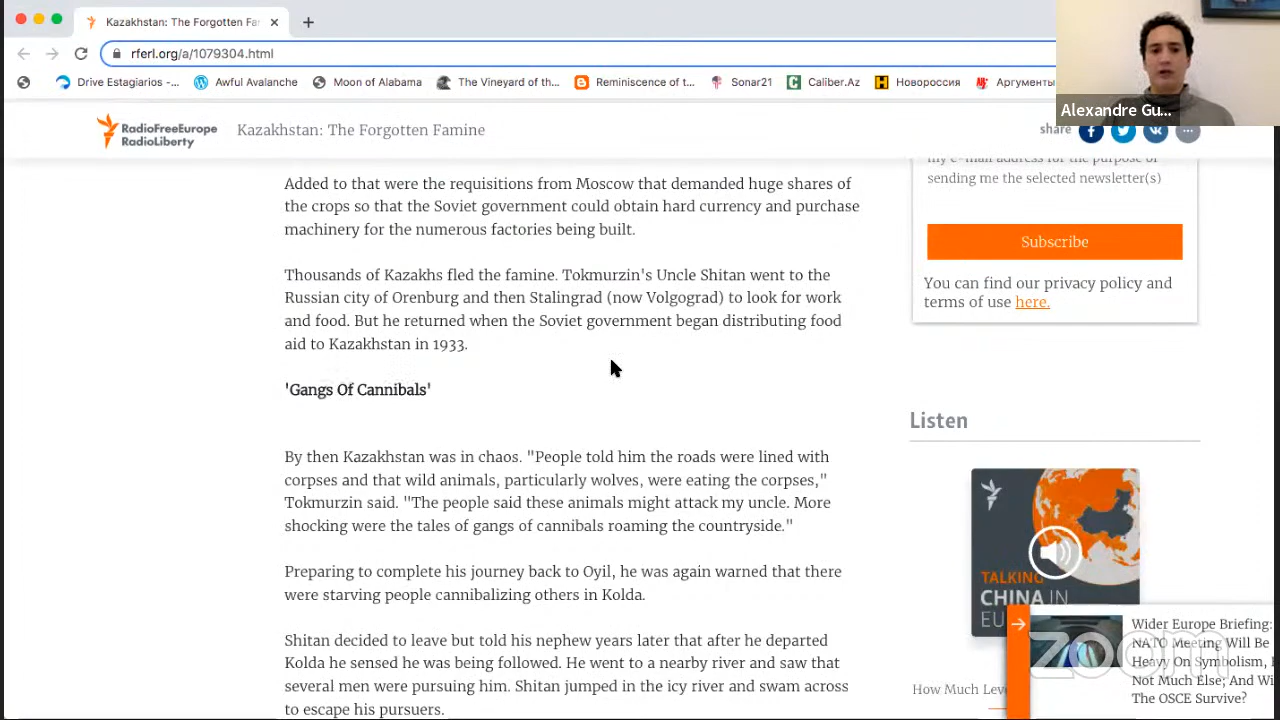 Kazakhstan: The Forgotten Fa
rferl.org/a/1079304.html
Drive Estagiarios -... Awful Avalanche Moon of Alabama The Vineyard of th... Reminiscence of t... Sonar21 Caliber.Az Новороссия Аргументы
Alexandre Gu...
RadioFreeEurope
RadioLiberty
Kazakhstan: The Forgotten Famine
share
my e-mail address for the purpose of
sending me the selected newsletter(s)
Subscribe
You can find our privacy policy and
terms of use here.
Added to that were the requisitions from Moscow that demanded huge shares of
the crops so that the Soviet government could obtain hard currency and purchase
machinery for the numerous factories being built.
Thousands of Kazakhs fled the famine. Tokmurzin's Uncle Shitan went to the
Russian city of Orenburg and then Stalingrad (now Volgograd) to look for work
and food. But he returned when the Soviet government began distributing food
aid to Kazakhstan in 1933.
'Gangs Of Cannibals'
By then Kazakhstan was in chaos. "People told him the roads were lined with
corpses and that wild animals, particularly wolves, were eating the corpses,"
Tokmurzin said. "The people said these animals might attack my uncle. More
shocking were the tales of gangs of cannibals roaming the countryside."
Preparing to complete his journey back to Oyil, he was again warned that there
were starving people cannibalizing others in Kolda.
Shitan decided to leave but told his nephew years later that after he departed
Kolda he sensed he was being followed. He went to a nearby river and saw that
several men were pursuing him. Shitan jumped in the icy river and swam across
to escape his pursuers.
Listen
TALKING
CHINA IN
EU
How Much Lev
Wider Europe Briefing:
NATO Meeting Will Be
Heavy On Symbolism,
Not Much Else; And Wi
The OSCE Survive?
zoom